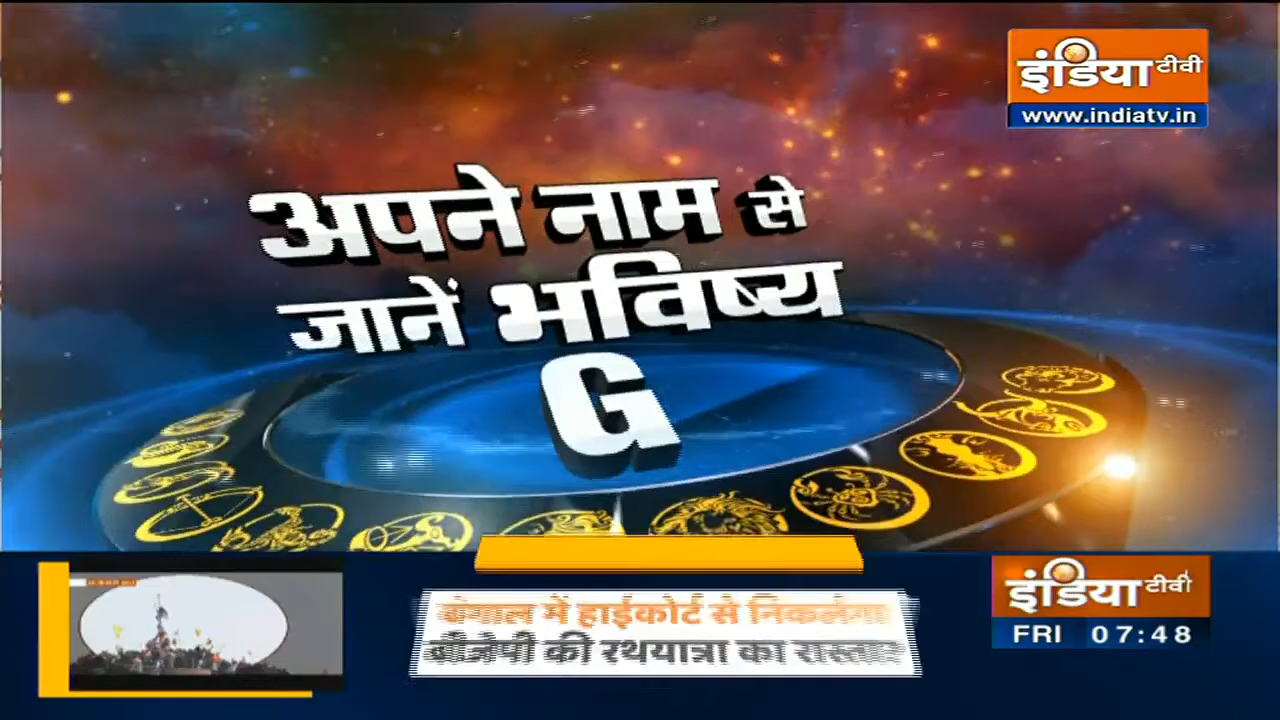 इंडिया टीवी
www.indiatv.in
अपने नाम से
जानें भविष्य
G
बंगाल में हाईकोर्ट से निकलेगा
बीजेपी की रथयात्रा का रास्ता
इंडिया टीवी
FRI 07:48